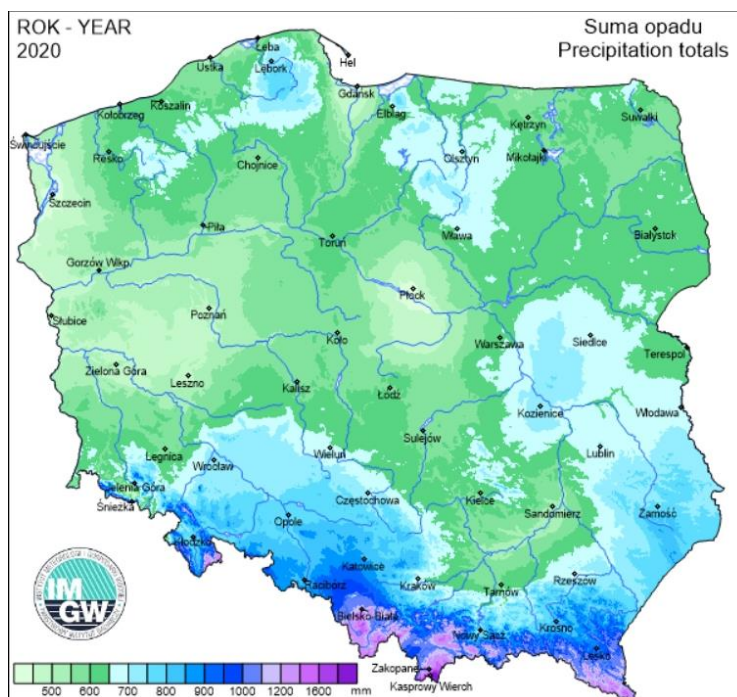 ROK - YEAR
2020
Suma opadu
Precipitation totals
Łeba
Ustka
Lębork
Hel
Gdańsk
Koszalin
Kołobrzeg
Elbląg
Kętrzyn
Suwałki
Świnoujście
Resko
Chojnice
Olsztyn
Mikołajki
Szczecin
Piła
Toruń
Mława
Białystok
Gorzów Wlkp.
Płock
Słubice
Poznań
Koło
Warszawa
Siedlce
Terespol
Zielona Góra
Leszno
Kalisz
Łódź
Kozienice
Włodawa
Sulejów
Legnica
Wrocław
Wieluń
Lublin
Jelenia Góra
Śnieżka
Częstochowa
Kielce
Sandomierz
Zamość
Opole
Kłodzko
Katowice
Racibórz
Kraków
Tarnów
Rzeszów
Bielsko-Biała
Nowy Sącz
Krosno
Lesko
Zakopane
Kasprowy Wierch
IM
GW
500 600 700 800 900 1000 1200 1600 mm